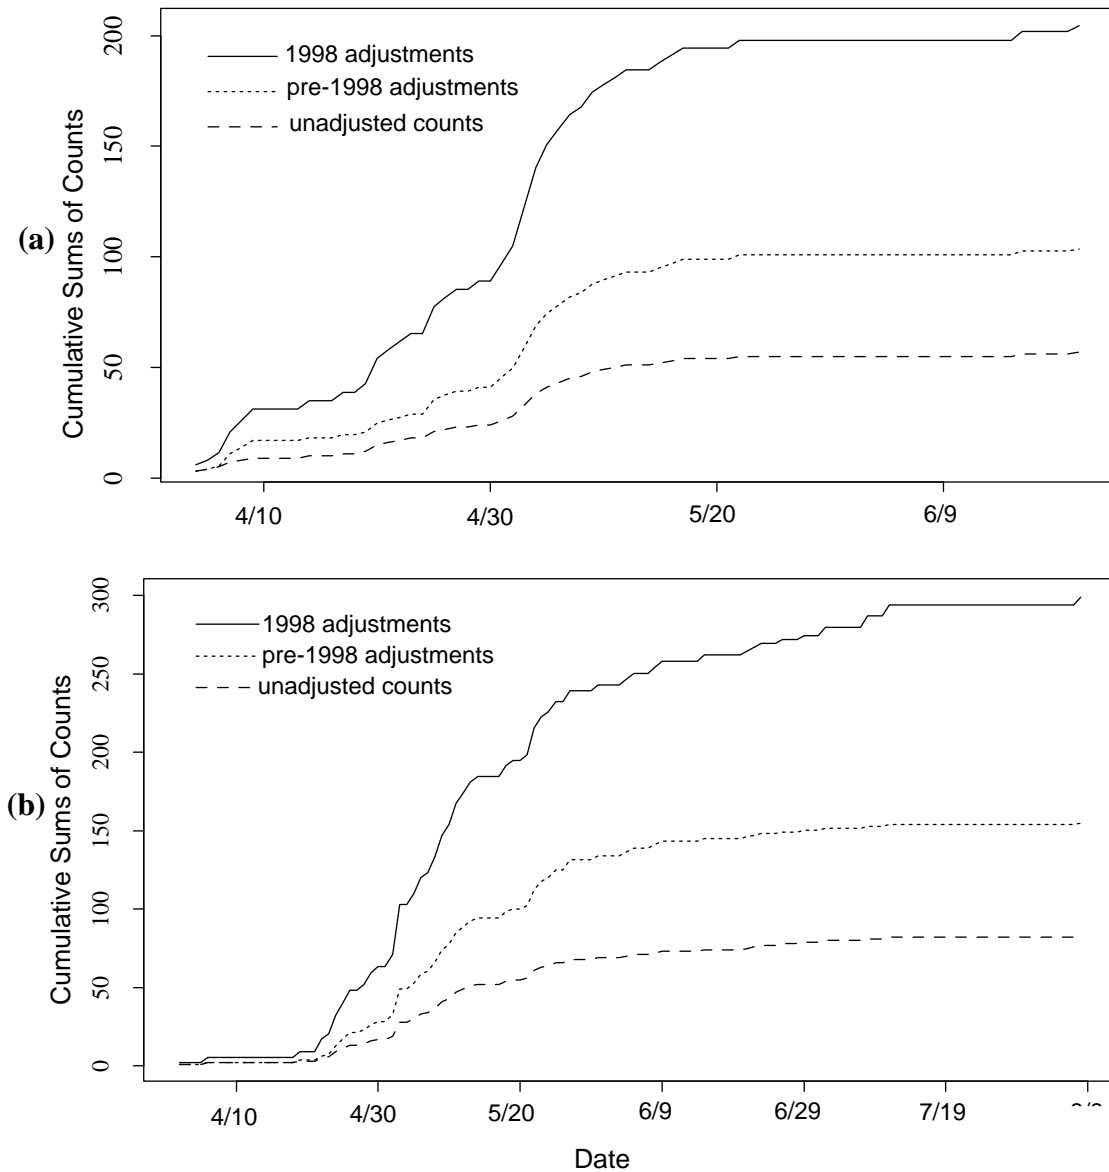 200
150
100
50
0
Cumulative Sums of Counts
(a)
1998 adjustments
pre-1998 adjustments
unadjusted counts
4/10
4/30
5/20
6/9
300
250
200
150
100
50
0
Cumulative Sums of Counts
(b)
1998 adjustments
pre-1998 adjustments
unadjusted counts
4/10
4/30
5/20
6/9
6/29
7/19
Date